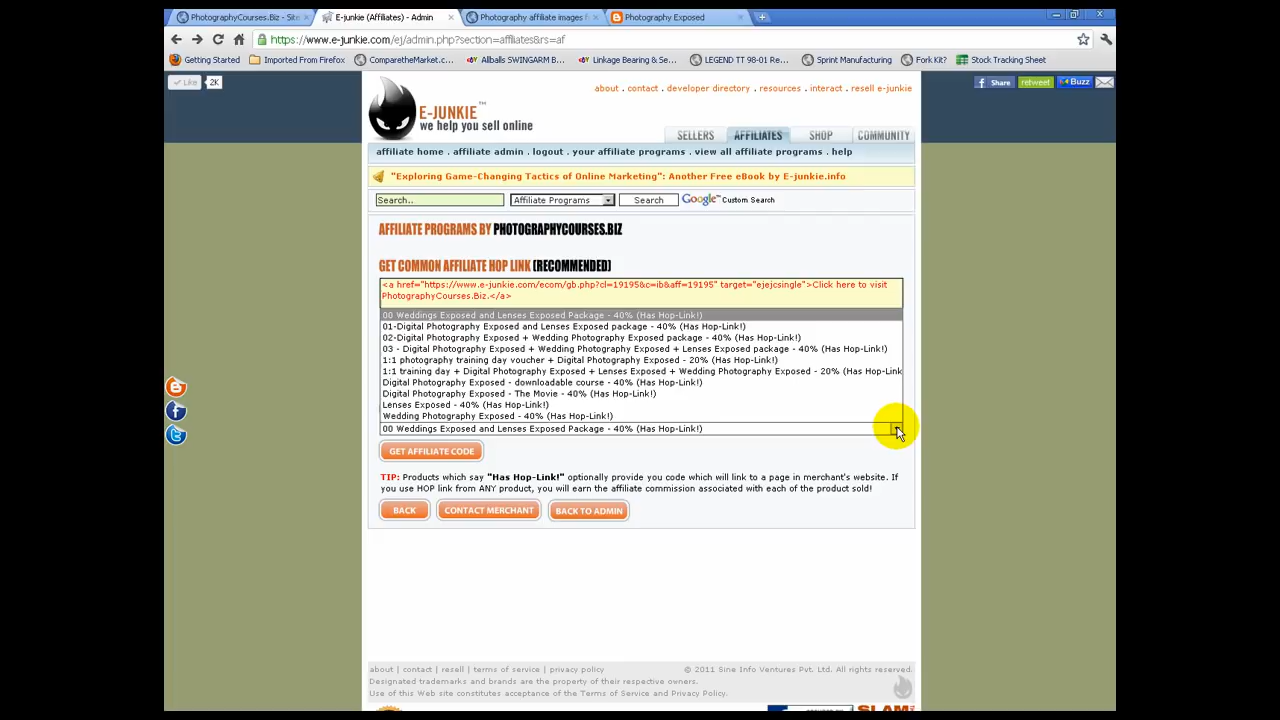 PhotographyCourses.Biz - Site
E-junkie (Affiliates) - Admin
Photography affiliate images f
Photography Exposed
https://www.e-junkie.com/ej/admin.php?section=affiliates&rs=af
Getting Started
Imported From Firefox
ComparetheMarket.c...
Allballs SWINGARM B...
Linkage Bearing & Se...
LEGEND TT 98-01 Re...
Sprint Manufacturing
Fork Kit?
Stock Tracking Sheet
Like 2K
E-JUNKIE™
we help you sell online
about . contact . developer directory . resources . interact . resell e-junkie
Share
retweet
Buzz
SELLERS AFFILIATES SHOP COMMUNITY
affiliate home . affiliate admin . logout . your affiliate programs . view all affiliate programs . help
"Exploring Game-Changing Tactics of Online Marketing": Another Free eBook by E-junkie.info
Search.. Affiliate Programs Search Google™ Custom Search
AFFILIATE PROGRAMS BY PHOTOGRAPHYCOURSES.BIZ
GET COMMON AFFILIATE HOP LINK (RECOMMENDED)
<a href="https://www.e-junkie.com/ecom/gb.php?cl=19195&c=ib&aff=19195" target="ejejcsingle">Click here to visit
PhotographyCourses.Biz.</a>
00 Weddings Exposed and Lenses Exposed Package - 40% (Has Hop-Link!)
01-Digital Photography Exposed and Lenses Exposed package - 40% (Has Hop-Link!)
02-Digital Photography Exposed + Wedding Photography Exposed package - 40% (Has Hop-Link!)
03 - Digital Photography Exposed + Wedding Photography Exposed + Lenses Exposed package - 40% (Has Hop-Link!)
1:1 photography training day voucher + Digital Photography Exposed - 20% (Has Hop-Link!)
1:1 training day + Digital Photography Exposed + Lenses Exposed + Wedding Photography Exposed - 20% (Has Hop-Link
Digital Photography Exposed - downloadable course - 40% (Has Hop-Link!)
Digital Photography Exposed - The Movie - 40% (Has Hop-Link!)
Lenses Exposed - 40% (Has Hop-Link!)
Wedding Photography Exposed - 40% (Has Hop-Link!)
00 Weddings Exposed and Lenses Exposed Package - 40% (Has Hop-Link!)
GET AFFILIATE CODE
TIP: Products which say "Has Hop-Link!" optionally provide you code which will link to a page in merchant's website. If
you use HOP link from ANY product, you will earn the affiliate commission associated with each of the product sold!
BACK CONTACT MERCHANT BACK TO ADMIN
about | contact | resell | terms of service | privacy policy
© 2011 Sine Info Ventures Pvt. Ltd. All rights reserved.
Designated trademarks and brands are the property of their respective owners.
Use of this Web site constitutes acceptance of the Terms of Service and Privacy Policy.